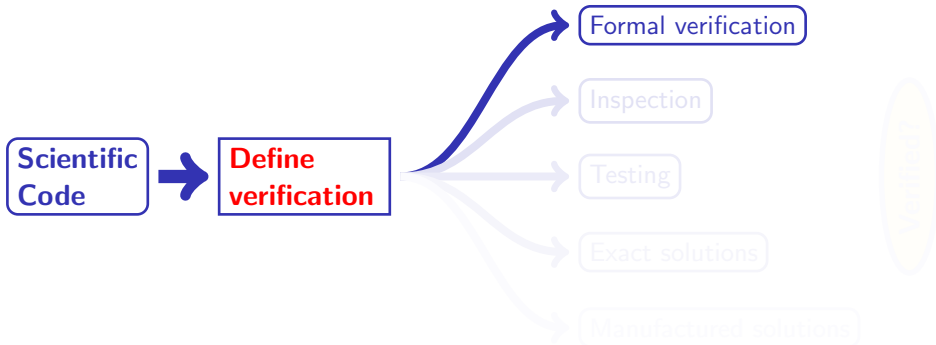 Scientific
Code
Define
verification
Formal verification
Inspection
Testing
Exact solutions
Manufactured solutions
Verified!